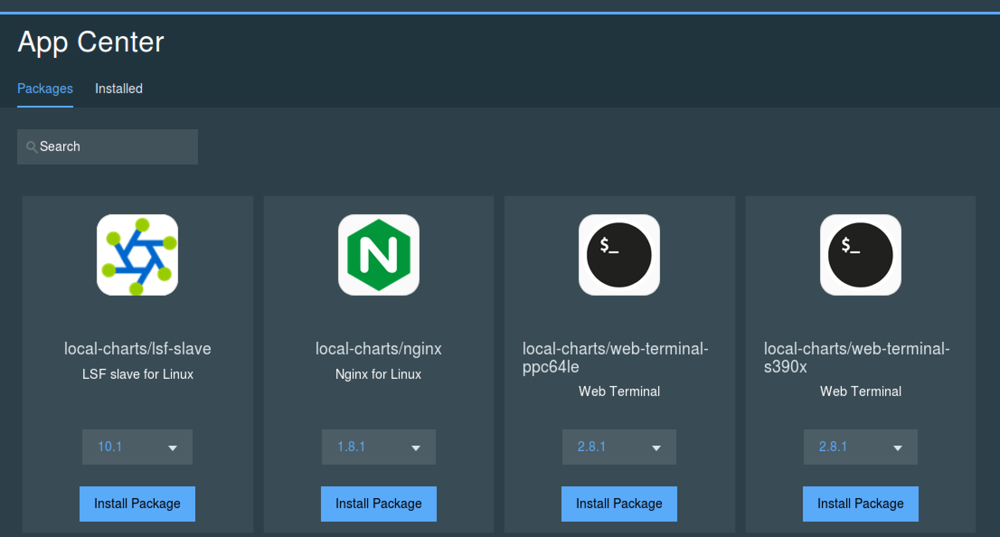 App Center
Packages Installed
Search
N
$_
$_
local-charts/lsf-slave
LSF slave for Linux
10.1
Install Package
local-charts/nginx
Nginx for Linux
1.8.1
Install Package
local-charts/web-terminal-
ppc64le
Web Terminal
2.8.1
Install Package
local-charts/web-terminal-
s390x
Web Terminal
2.8.1
Install Package